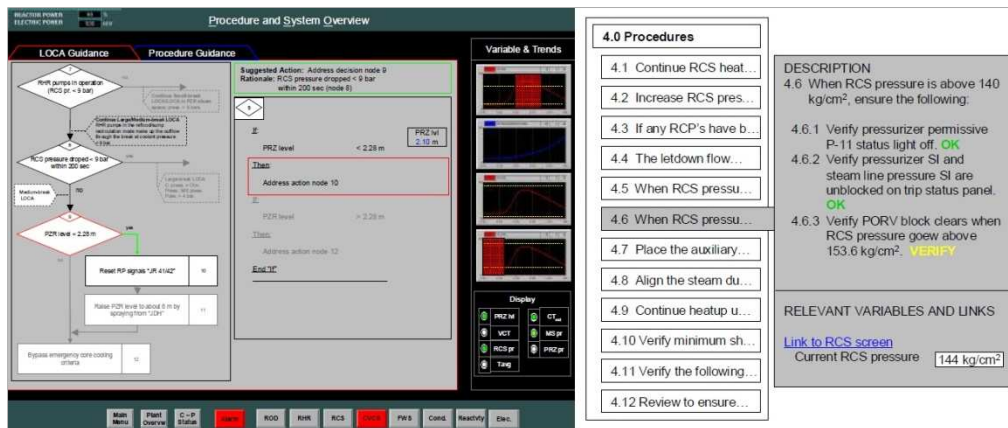 REACTOR POWER
ELECTRIC POWER
Procedure and System Overview
LOCA Guidance
Procedure Guidance
RHR pumps in operation
(RCS pr. < 9 bar)
Continue Large/Medium-break LOCA
RCS pressure droped < 9 bar
within 200 sec
Medium-break
LOCA
NO
PZR level < 2.28 m
yes
Reset RP signals "JR 41/42"
10
Raise PZR level to about 8 m by
spraying from "JDH"
11
Bypass emergency core cooling
criteria
12
Suggested Action: Address decision node 9
Rationale: RCS pressure dropped < 9 bar
within 200 sec (node 8)
9
If:
PRZ level < 2.28 m
PRZ lvl
2.10 m
Then:
Address action node 10
If:
PZR level > 2.28 m
Then:
Address action node 12
End "If"
Variable & Trends
Display
PRZ lvl
VCT
RCS pr
Tavg
MS pr
PRZ pr
Main
Menu
Plant
Overvw
C - P
Status
ROD
RHR
RCS
CVCS
FWS
Cond.
Reactvty
Elec.
4.0 Procedures
4.1 Continue RCS heat...
4.2 Increase RCS pres...
4.3 If any RCP's have b...
4.4 The letdown flow...
4.5 When RCS pressu...
4.6 When RCS pressu...
4.7 Place the auxiliary...
4.8 Align the steam du...
4.9 Continue heatup u...
4.10 Verify minimum sh...
4.11 Verify the following...
4.12 Review to ensure...
DESCRIPTION
4.6 When RCS pressure is above 140
kg/cm², ensure the following:
4.6.1 Verify pressurizer permissive
P-11 status light off. OK
4.6.2 Verify pressurizer SI and
steam line pressure SI are
unblocked on trip status panel.
OK
4.6.3 Verify PORV block clears when
RCS pressure goew above
153.6 kg/cm². VERIFY
RELEVANT VARIABLES AND LINKS
Link to RCS screen
Current RCS pressure 144 kg/cm²